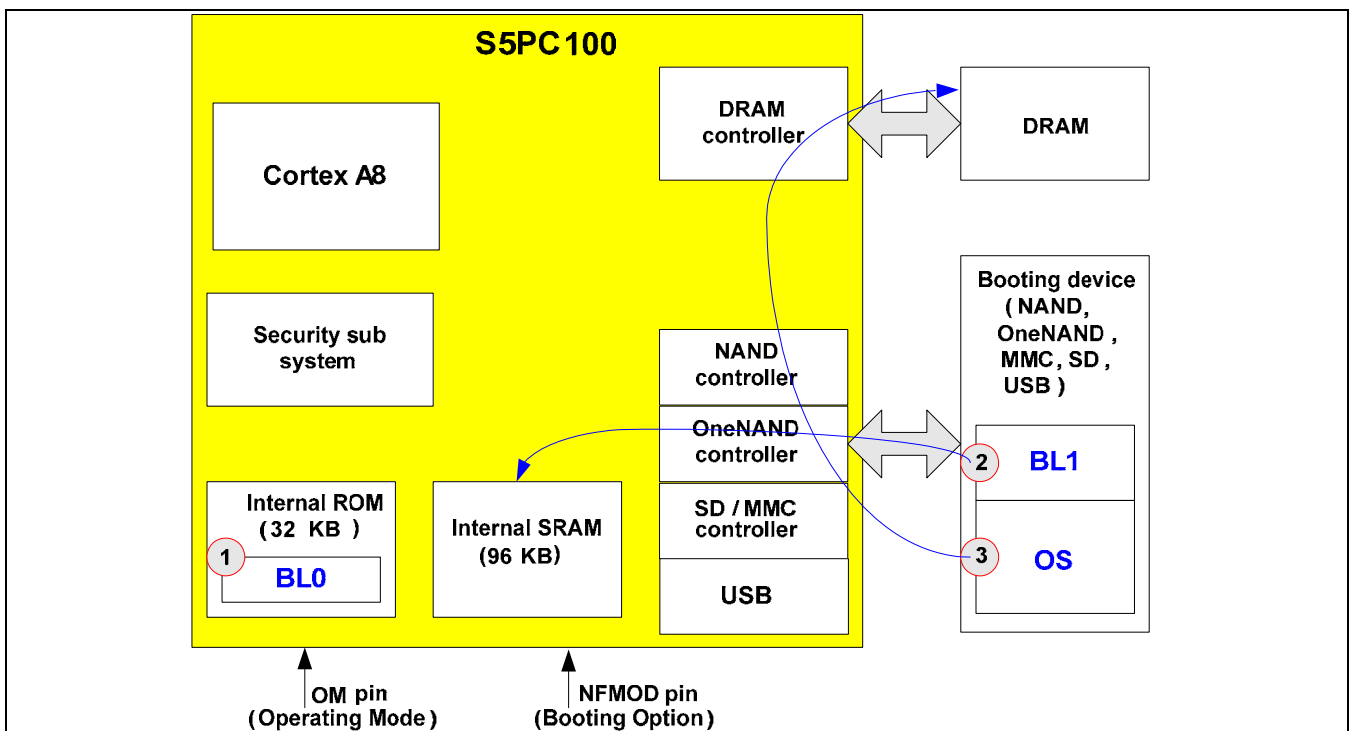 S5PC100
Cortex A8
Security sub
system
Internal ROM
(32 KB)
1
BL0
Internal SRAM
(96 KB)
DRAM
controller
NAND
controller
OneNAND
controller
SD / MMC
controller
USB
DRAM
Booting device
(NAND,
OneNAND,
MMC, SD,
USB)
2
BL1
3
OS
OM pin
(Operating Mode)
NFMOD pin
(Booting Option)